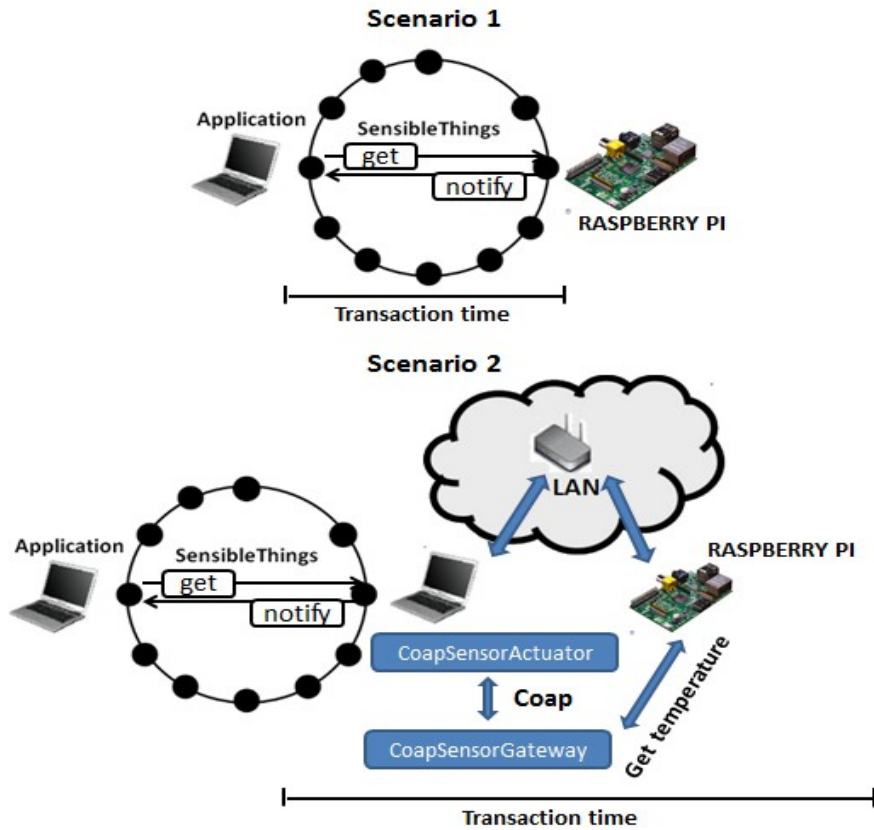 Scenario 1
Application
SensibleThings
get
notify
RASPBERRY PI
Transaction time
Scenario 2
LAN
Application
SensibleThings
RASPBERRY PI
get
notify
CoapSensorActuator
Coap
Get temperature
CoapSensorGateway
Transaction time